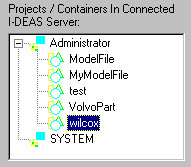 Projects / Containers In Connected
I-DEAS Server:
Administrator
ModelFile
MyModelFile
test
VolvoPart
wilcox
SYSTEM